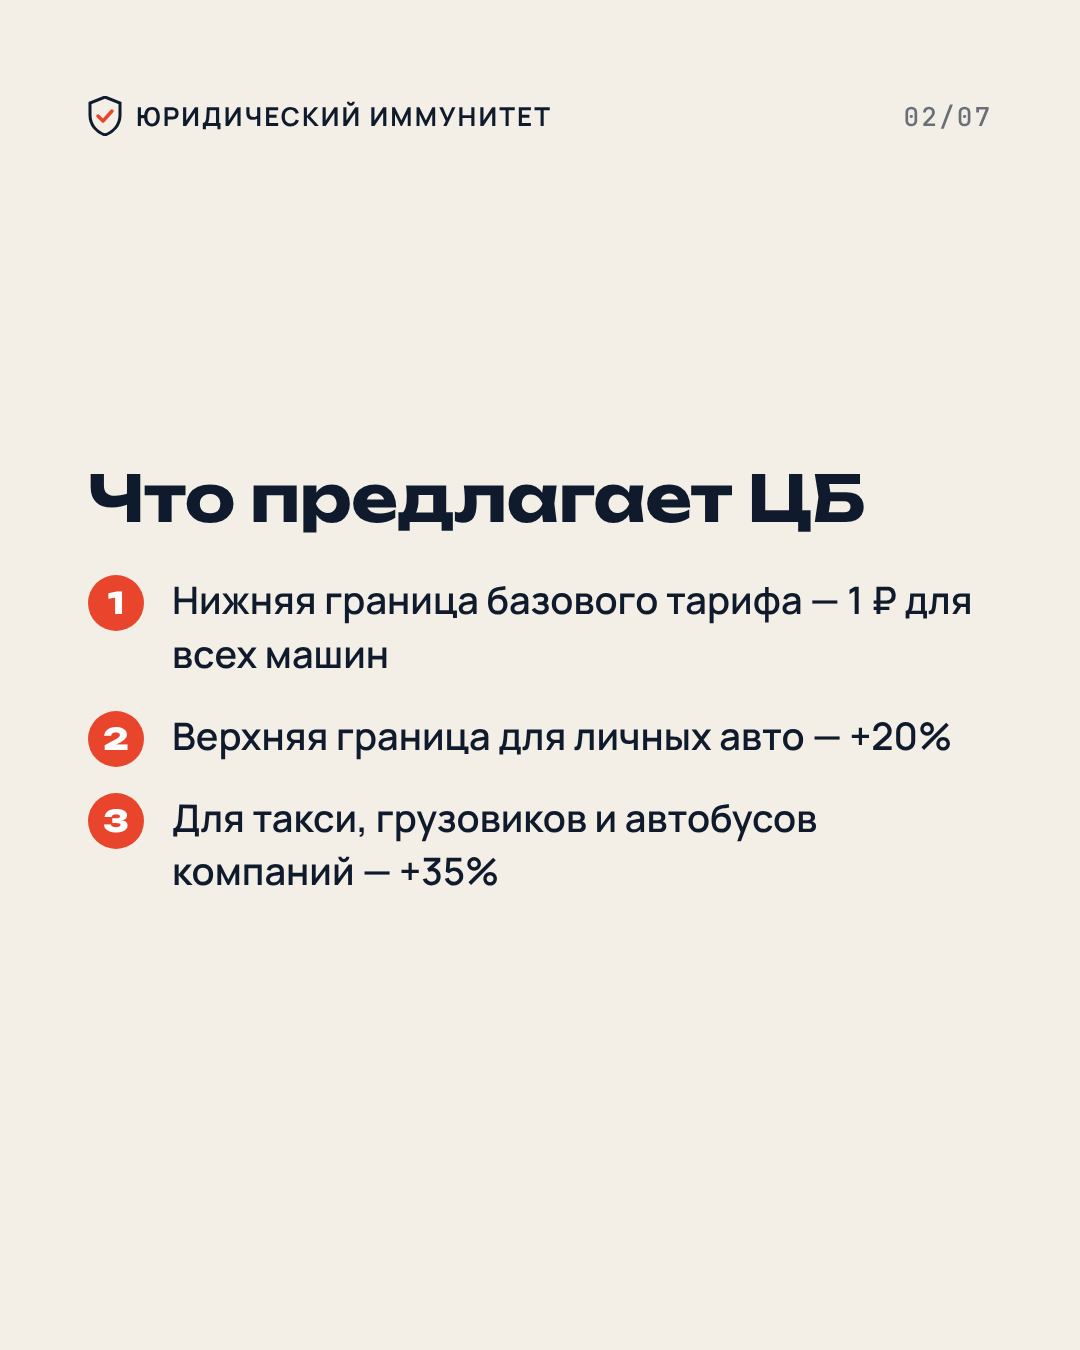 ЮРИДИЧЕСКИЙ ИММУНИТЕТ
02/07
Что предлагает ЦБ
1 Нижняя граница базового тарифа — 1 ₽ для
всех машин
2 Верхняя граница для личных авто — +20%
3 Для такси, грузовиков и автобусов
компаний — +35%